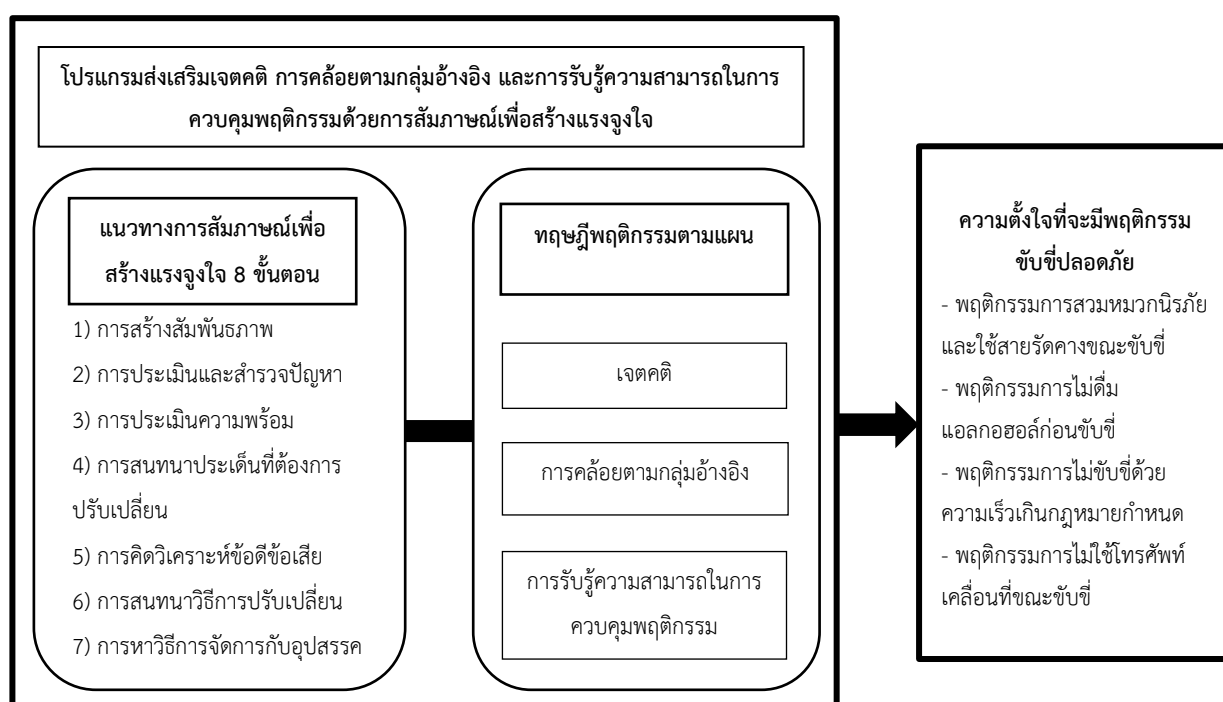 โปรแกรมส่งเสริมเจตคติ การคล้อยตามกลุ่มอ้างอิง และการรับรู้ความสามารถในการ
ควบคุมพฤติกรรมด้วยการสัมภาษณ์เพื่อสร้างแรงจูงใจ
แนวทางการสัมภาษณ์เพื่อ
สร้างแรงจูงใจ 8 ขั้นตอน
1) การสร้างสัมพันธภาพ
2) การประเมินและสำรวจปัญหา
3) การประเมินความพร้อม
4) การสนทนาประเด็นที่ต้องการ
ปรับเปลี่ยน
5) การคิดวิเคราะห์ข้อดีข้อเสีย
6) การสนทนาวิธีการปรับเปลี่ยน
7) การหาวิธีการจัดการกับอุปสรรค
ทฤษฎีพฤติกรรมตามแผน
เจตคติ
การคล้อยตามกลุ่มอ้างอิง
การรับรู้ความสามารถในการ
ควบคุมพฤติกรรม
ความตั้งใจที่จะมีพฤติกรรม
ขับขี่ปลอดภัย
- พฤติกรรมการสวมหมวกนิรภัย
และใช้สายรัดคางขณะขับขี่
- พฤติกรรมการไม่ดื่ม
แอลกอฮอล์ก่อนขับขี่
- พฤติกรรมการไม่ขับขี่ด้วย
ความเร็วเกินกฎหมายกำหนด
- พฤติกรรมการไม่ใช้โทรศัพท์
เคลื่อนที่ขณะขับขี่